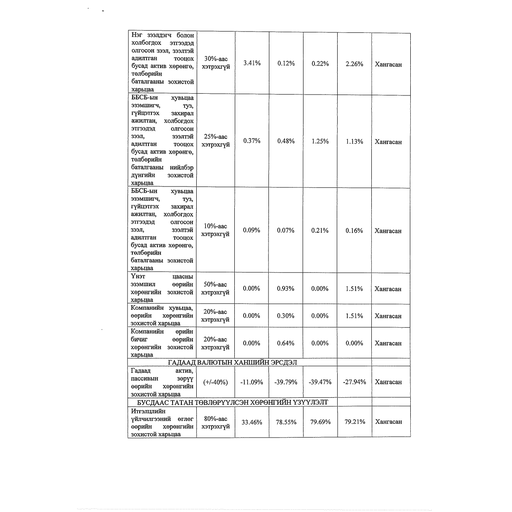 Нэг зээлдэгч болон
холбогдох этгээдэд
олгосон зээл, зээлтэй
адилтган тооцох
бусад актив хөрөнгө,
төлбөрийн
баталгааны зохистой
харьцаа
30%-аас
хэтрэхгүй
3.41%
0.12%
0.22%
2.26%
Хангасан
ББСБ-ын хувьцаа
эзэмшигч, туз,
гүйцэтгэх захирал
ажилтан, холбогдох
этгээдэд олгосон
зээл, зээлтэй
адилтган тооцох
бусад актив хөрөнгө,
төлбөрийн
баталгааны нийлбэр
дүнгийн зохистой
харьцаа
25%-аас
хэтрэхгүй
0.37%
0.48%
1.25%
1.13%
Хангасан
ББСБ-ын хувьцаа
эзэмшигч, туз,
гүйцэтгэх захирал
ажилтан, холбогдох
этгээдэд олгосон
зээл, зээлтэй
адилтган тооцох
бусад актив хөрөнгө,
төлбөрийн
баталгааны зохистой
харьцаа
10%-аас
хэтрэхгүй
0.09%
0.07%
0.21%
0.16%
Хангасан
Үнэт цаасны
эзэмшил өөрийн
хөрөнгийн зохистой
харьцаа
50%-аас
хэтрэхгүй
0.00%
0.93%
0.00%
1.51%
Хангасан
Компанийн хувьцаа,
өөрийн хөрөнгийн
зохистой харьцаа
20%-аас
хэтрэхгүй
0.00%
0.30%
0.00%
1.51%
Хангасан
Компанийн өрийн
бичиг өөрийн
хөрөнгийн зохистой
харьцаа
20%-аас
хэтрэхгүй
0.00%
0.64%
0.00%
0.00%
Хангасан
ГАДААД ВАЛЮТЫН ХАНШИЙН ЭРСДЭЛ
Гадаад актив,
пассивын зөрүү
өөрийн хөрөнгийн
зохистой харьцаа
(+/-40%)
-11.09%
-39.79%
-39.47%
-27.94%
Хангасан
БУСДААС ТАТАН ТӨВЛӨРҮҮЛСЭН ХӨРӨНГИЙН ҮЗҮҮЛЭЛТ
Итгэлцлийн
үйлчилгээний өглөг
өөрийн хөрөнгийн
зохистой харьцаа
80%-аас
хэтрэхгүй
33.46%
78.55%
79.69%
79.21%
Хангасан